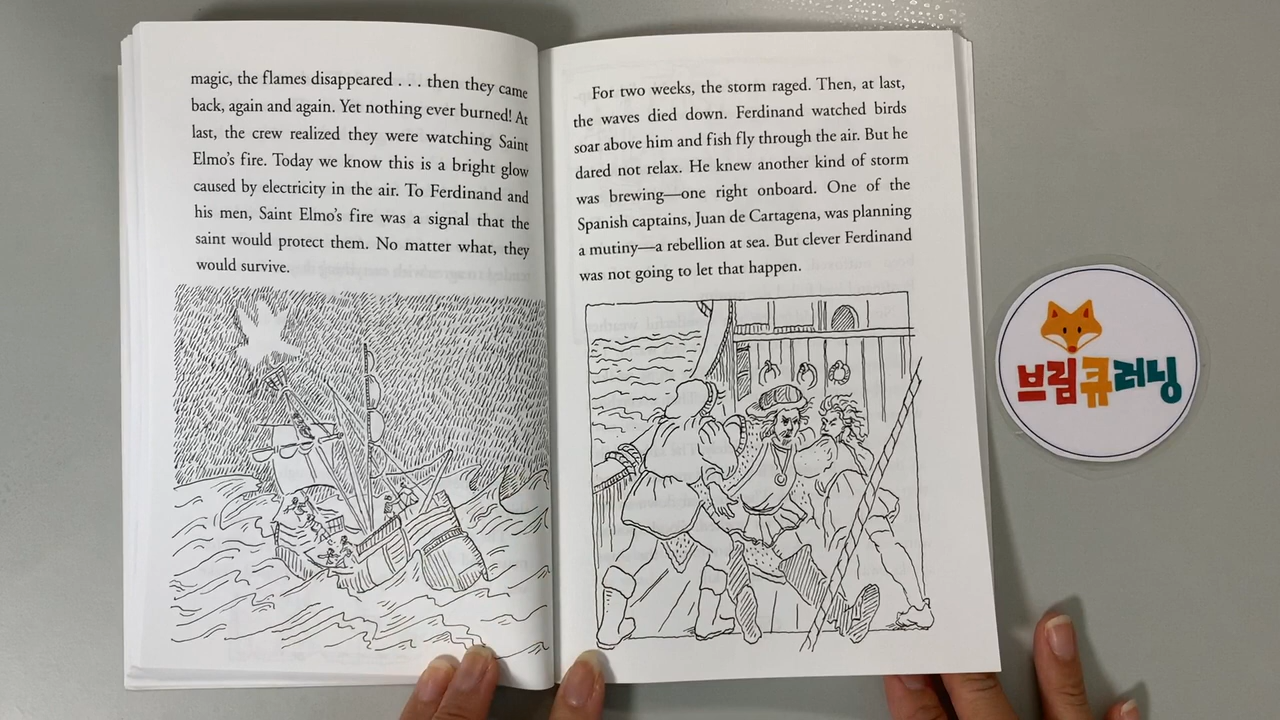 magic, the flames disappeared . . . then they came
back, again and again. Yet nothing ever burned! At
last, the crew realized they were watching Saint
Elmo's fire. Today we know this is a bright glow
caused by electricity in the air. To Ferdinand and
his men, Saint Elmo's fire was a signal that the
saint would protect them. No matter what, they
would survive.
For two weeks, the storm raged. Then, at last,
the waves died down. Ferdinand watched birds
soar above him and fish fly through the air. But he
dared not relax. He knew another kind of storm
was brewing—one right onboard. One of the
Spanish captains, Juan de Cartagena, was planning
a mutiny—a rebellion at sea. But clever Ferdinand
was not going to let that happen.
브림큐러닝